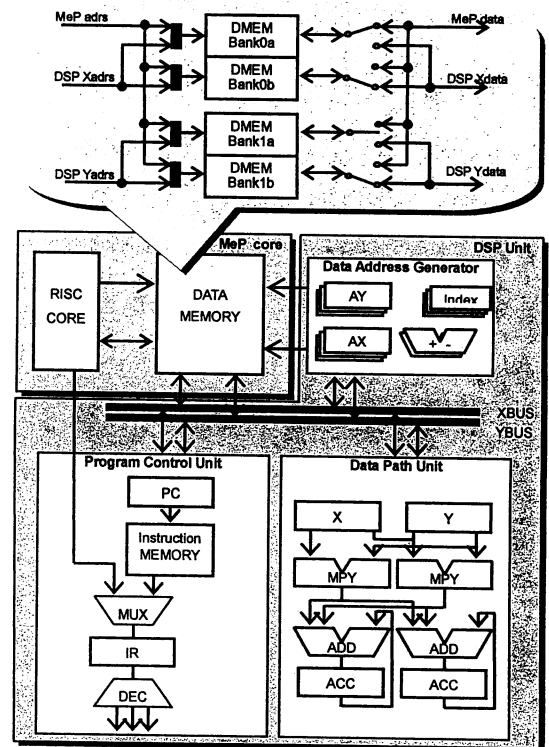 MeP adrs
DMEM
Bank0a
MeP data
DSP Xadrs
DMEM
Bank0b
DSP Xdata
DMEM
Bank1a
DSP Yadrs
DMEM
Bank1b
DSP Ydata
MeP core
DSP Unit
RISC
CORE
DATA
MEMORY
Data Address Generator
AY
Index
AX
+ -
XBUS
YBUS
Program Control Unit
PC
Instruction
MEMORY
MUX
IR
DEC
Data Path Unit
X
Y
MPY
MPY
ADD
ADD
ACC
ACC